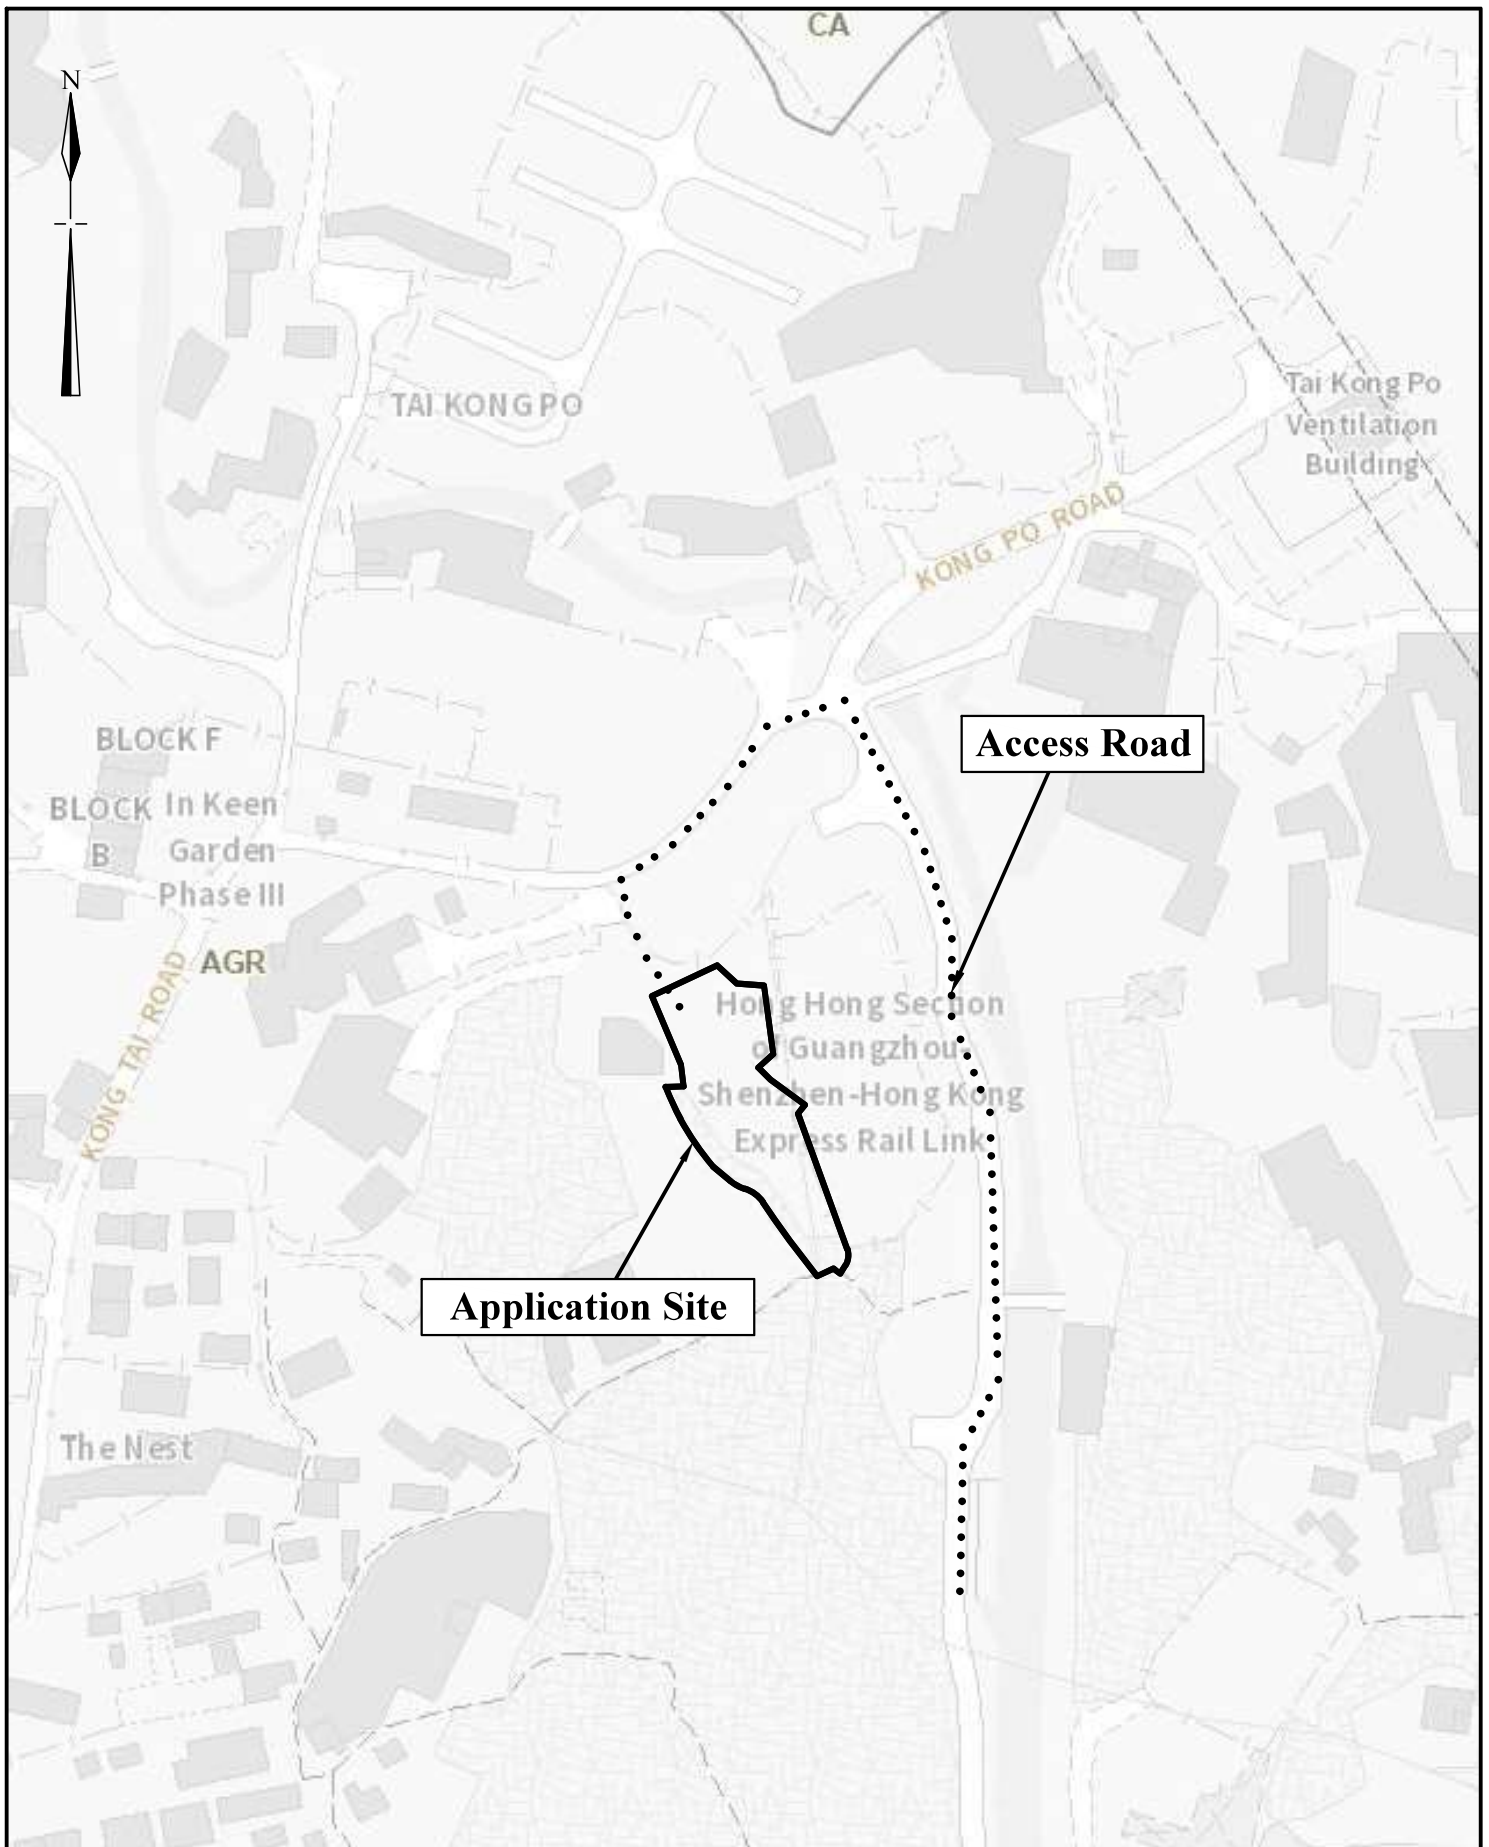 CA
N
Tai Kong Po
Ventilation
Building
TAI KONG PO
KONG PO ROAD
Access Road
BLOCK F
BLOCK
B
In Keen
Garden
Phase III
AGR
KONG TAI ROAD
Hong Hong Section
of Guangzhou-
Shenzhen-Hong Kong
Express Rail Link
Application Site
The Nest